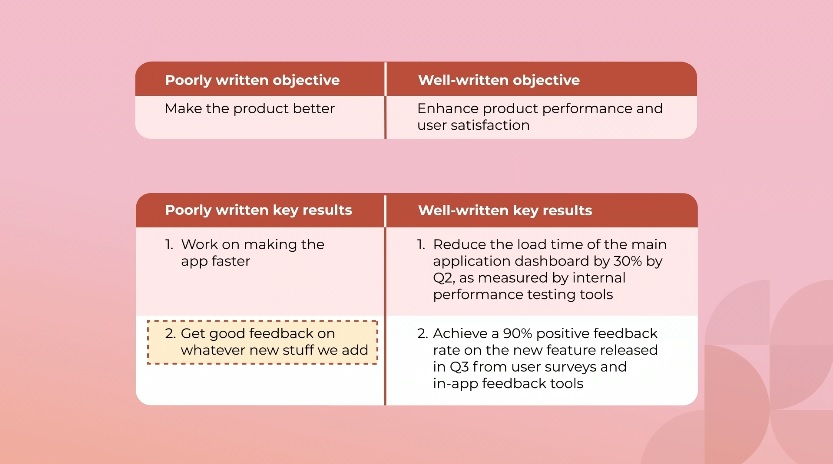 Poorly written objective
Well-written objective
Make the product better
Enhance product performance and
user satisfaction
Poorly written key results
Well-written key results
1. Work on making the
app faster
1. Reduce the load time of the main
application dashboard by 30% by
Q2, as measured by internal
performance testing tools
2. Get good feedback on
whatever new stuff we add
2. Achieve a 90% positive feedback
rate on the new feature released
in Q3 from user surveys and
in-app feedback tools